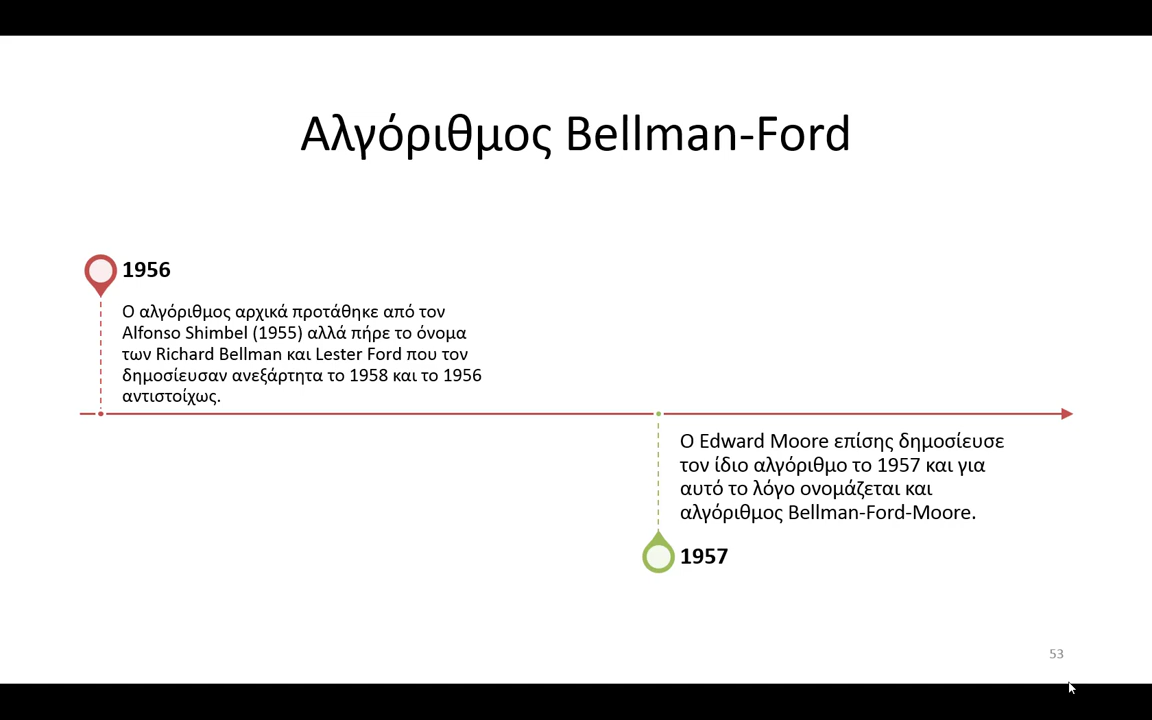 Αλγόριθμος Bellman-Ford
1956
Ο αλγόριθμος αρχικά προτάθηκε από τον
Alfonso Shimbel (1955) αλλά πήρε το όνομα
των Richard Bellman και Lester Ford που τον
δημοσίευσαν ανεξάρτητα το 1958 και το 1956
αντιστοίχως.
Ο Edward Moore επίσης δημοσίευσε
τον ίδιο αλγόριθμο το 1957 και για
αυτό το λόγο ονομάζεται και
αλγόριθμος Bellman-Ford-Moore.
1957
53